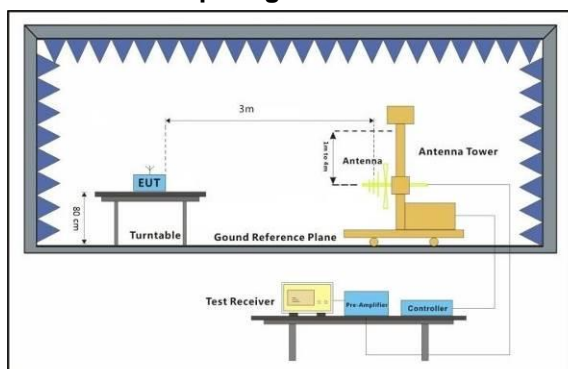 3m
1m to 4m
Antenna
Antenna Tower
EUT
80 cm
Turntable
Gound Reference Plane
Test Receiver
Pre-Amplifier
Controller